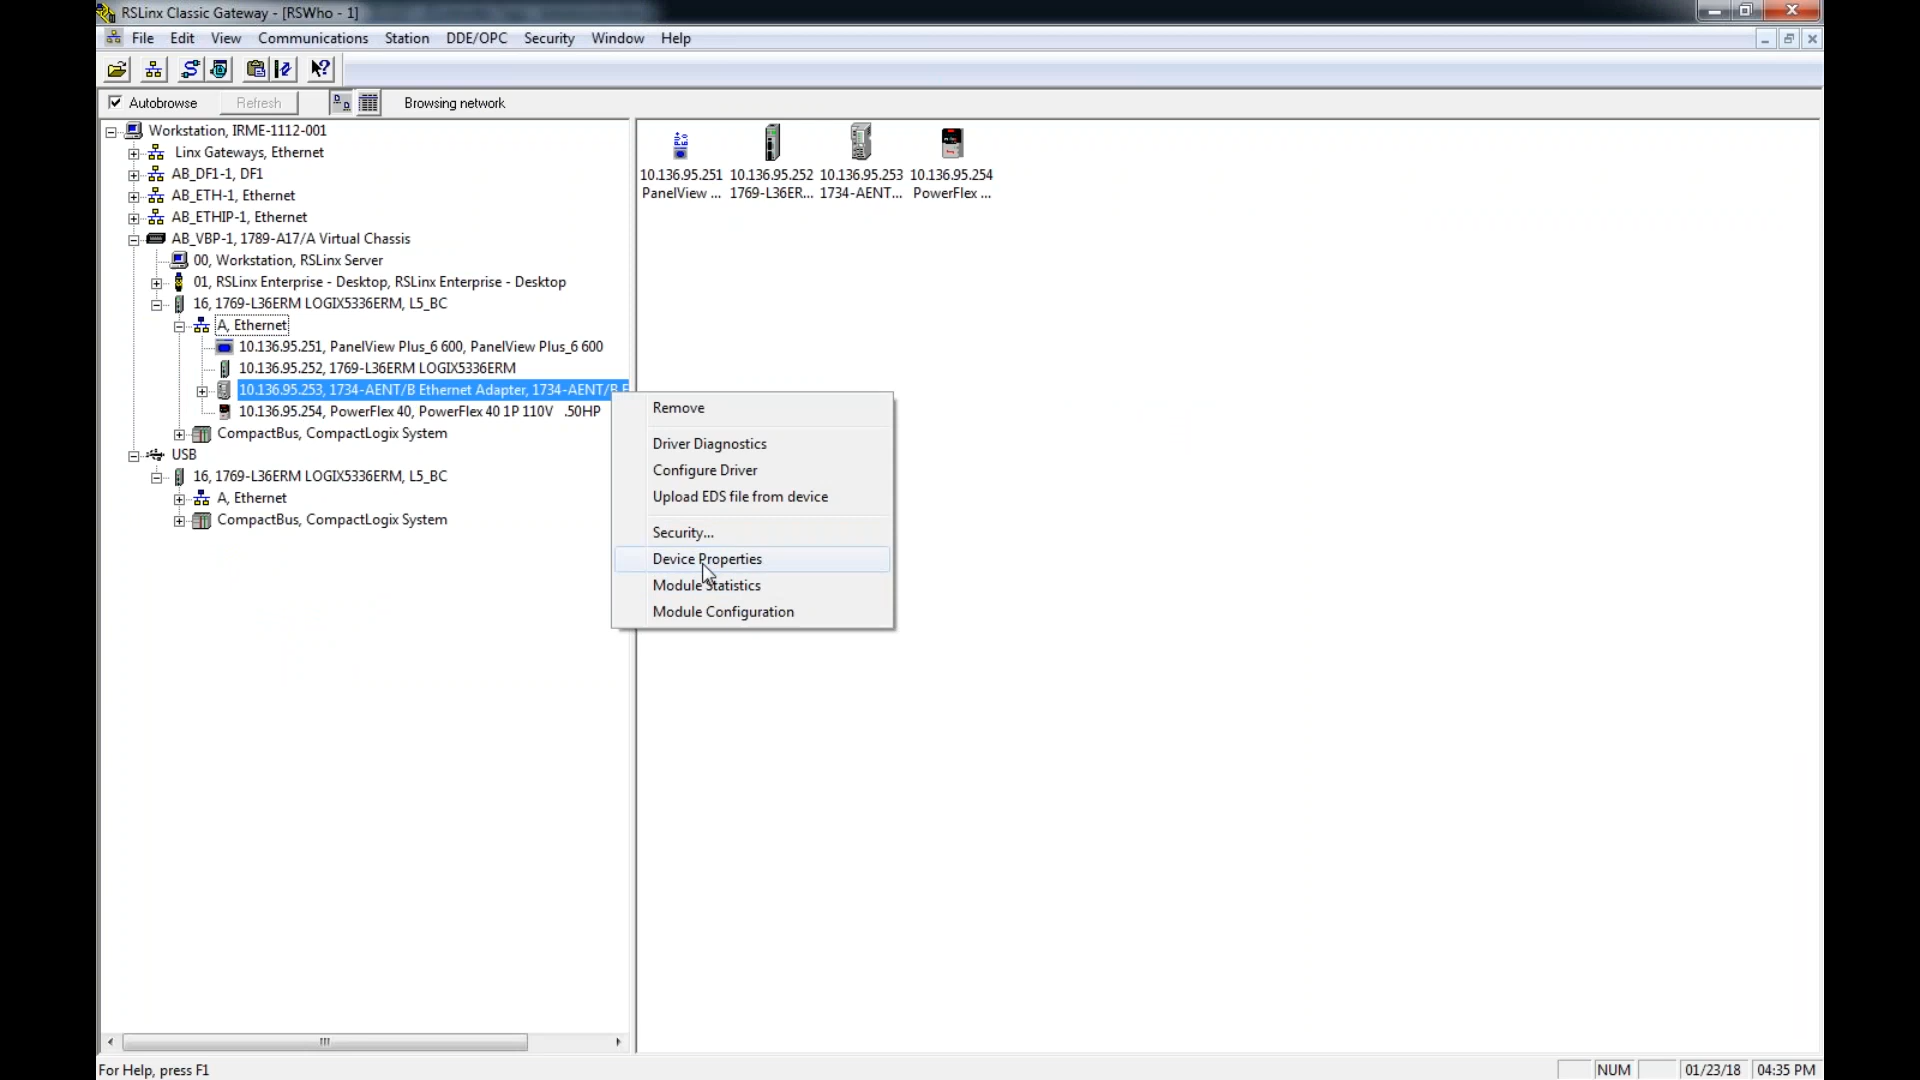 RSLinx Classic Gateway - [RSWho - 1]
File Edit View Communications Station DDE/OPC Security Window Help
Autobrowse Refresh Browsing network
Workstation, IRME-1112-001
Linx Gateways, Ethernet
AB_DF1-1, DF1
AB_ETH-1, Ethernet
AB_ETHIP-1, Ethernet
AB_VBP-1, 1789-A17/A Virtual Chassis
00, Workstation, RSLinx Server
01, RSLinx Enterprise - Desktop, RSLinx Enterprise - Desktop
16, 1769-L36ERM LOGIX5336ERM, L5_BC
A, Ethernet
10.136.95.251, PanelView Plus_6 600, PanelView Plus_6 600
10.136.95.252, 1769-L36ERM LOGIX5336ERM
10.136.95.253, 1734-AENT/B Ethernet Adapter, 1734-AENT/B E
10.136.95.254, PowerFlex 40, PowerFlex 40 1P 110V .50HP
CompactBus, CompactLogix System
USB
16, 1769-L36ERM LOGIX5336ERM, L5_BC
A, Ethernet
CompactBus, CompactLogix System
10.136.95.251 10.136.95.252 10.136.95.253 10.136.95.254
PanelView ... 1769-L36ER... 1734-AENT... PowerFlex ...
Remove
Driver Diagnostics
Configure Driver
Upload EDS file from device
Security...
Device Properties
Module Statistics
Module Configuration
For Help, press F1
NUM 01/23/18 04:35 PM